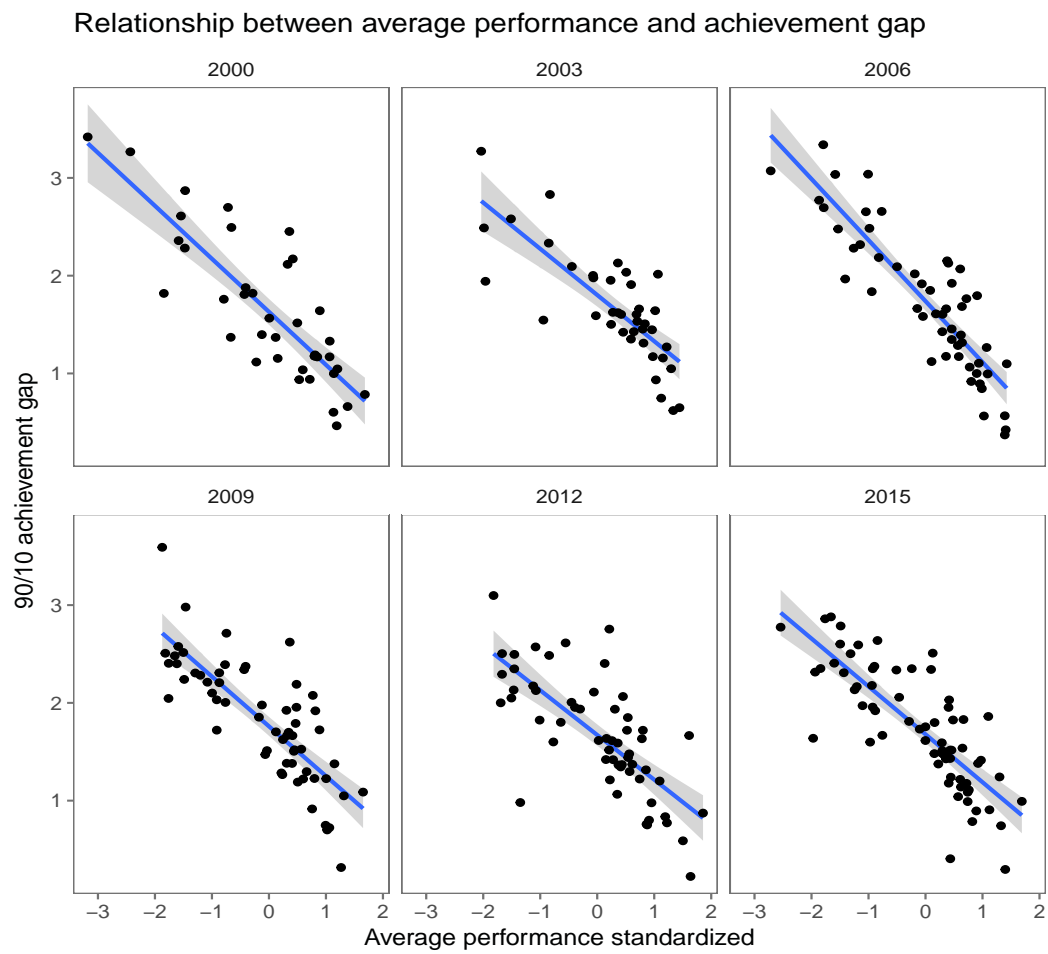 Relationship between average performance and achievement gap
2000 2003 2006
3
2
1
90/10 achievement gap
2009 2012 2015
3
2
1
−3 −2 −1 0 1 2 −3 −2 −1 0 1 2 −3 −2 −1 0 1 2
Average performance standardized